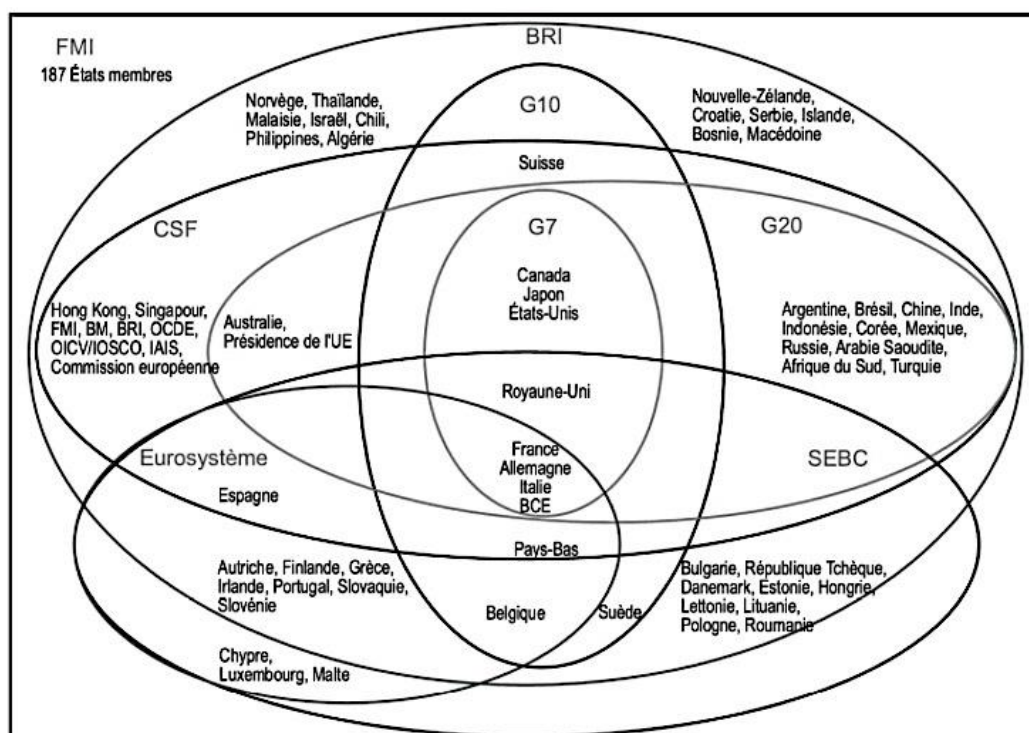 FMI
187 États membres
BRI
Norvège, Thaïlande,
Malaisie, Israël, Chili,
Philippines, Algérie
G10
Nouvelle-Zélande,
Croatie, Serbie, Islande,
Bosnie, Macédoine
Suisse
CSF
G7
G20
Canada
Japon
États-Unis
Hong Kong, Singapour,
FMI, BM, BRI, OCDE,
OICV/IOSCO, IAIS,
Commission européenne
Australie,
Présidence de l'UE
Argentine, Brésil, Chine, Inde,
Indonésie, Corée, Mexique,
Russie, Arabie Saoudite,
Afrique du Sud, Turquie
Royaume-Uni
Eurosystème
France
Allemagne
Italie
BCE
SEBC
Espagne
Pays-Bas
Autriche, Finlande, Grèce,
Irlande, Portugal, Slovaquie,
Slovénie
Belgique
Suède
Bulgarie, République Tchèque,
Danemark, Estonie, Hongrie,
Lettonie, Lituanie,
Pologne, Roumanie
Chypre,
Luxembourg, Malte